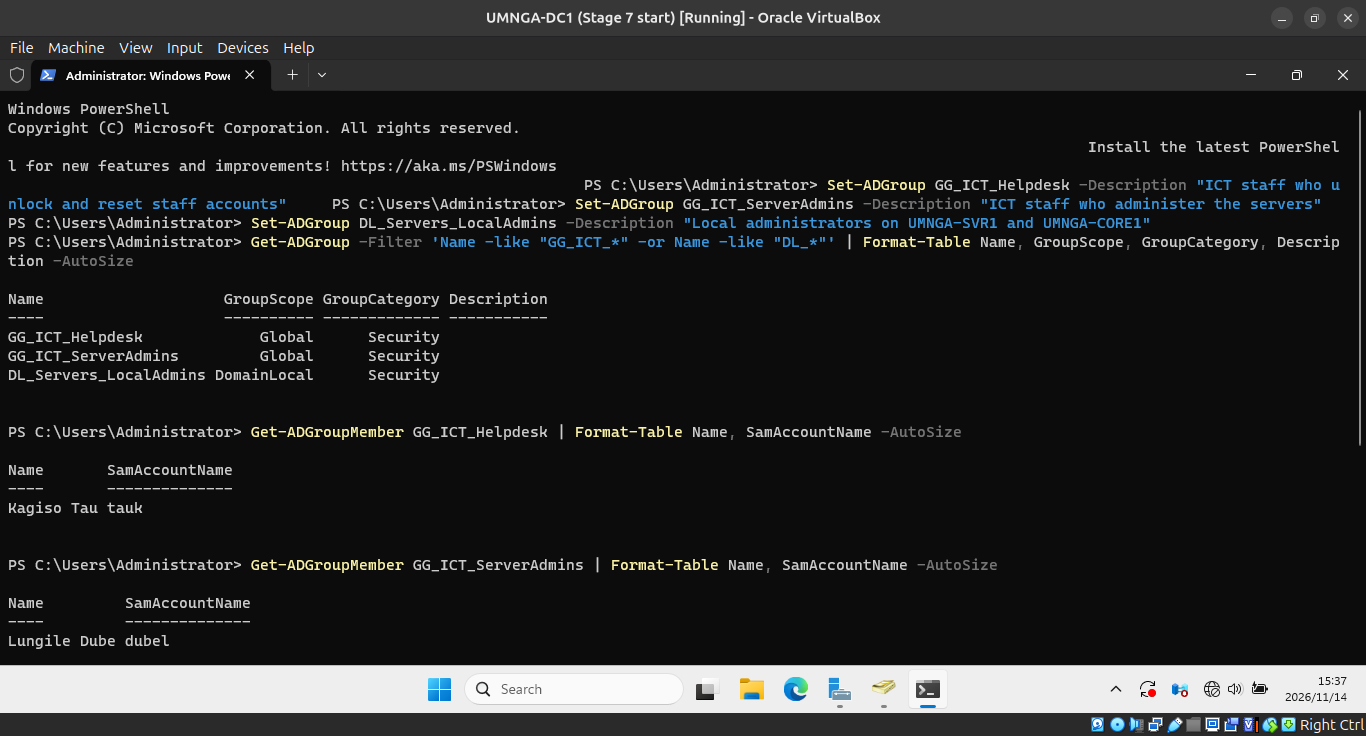 UMNGA-DC1 (Stage 7 start) [Running] - Oracle VirtualBox
File Machine View Input Devices Help
Administrator: Windows Powe
Windows PowerShell
Copyright (C) Microsoft Corporation. All rights reserved.
Install the latest PowerShel
l for new features and improvements! https://aka.ms/PSWindows
PS C:\Users\Administrator> Set-ADGroup GG_ICT_Helpdesk -Description "ICT staff who u
nlock and reset staff accounts" PS C:\Users\Administrator> Set-ADGroup GG_ICT_ServerAdmins -Description "ICT staff who administer the servers"
PS C:\Users\Administrator> Set-ADGroup DL_Servers_LocalAdmins -Description "Local administrators on UMNGA-SVR1 and UMNGA-CORE1"
PS C:\Users\Administrator> Get-ADGroup -Filter 'Name -like "GG_ICT_*" -or Name -like "DL_*"' | Format-Table Name, GroupScope, GroupCategory, Descrip
tion -AutoSize
Name GroupScope GroupCategory Description
---- ---------- ------------- -----------
GG_ICT_Helpdesk Global Security
GG_ICT_ServerAdmins Global Security
DL_Servers_LocalAdmins DomainLocal Security
PS C:\Users\Administrator> Get-ADGroupMember GG_ICT_Helpdesk | Format-Table Name, SamAccountName -AutoSize
Name SamAccountName
---- --------------
Kagiso Tau tauk
PS C:\Users\Administrator> Get-ADGroupMember GG_ICT_ServerAdmins | Format-Table Name, SamAccountName -AutoSize
Name SamAccountName
---- --------------
Lungile Dube dubel
Search
15:37
2026/11/14
Right Ctrl